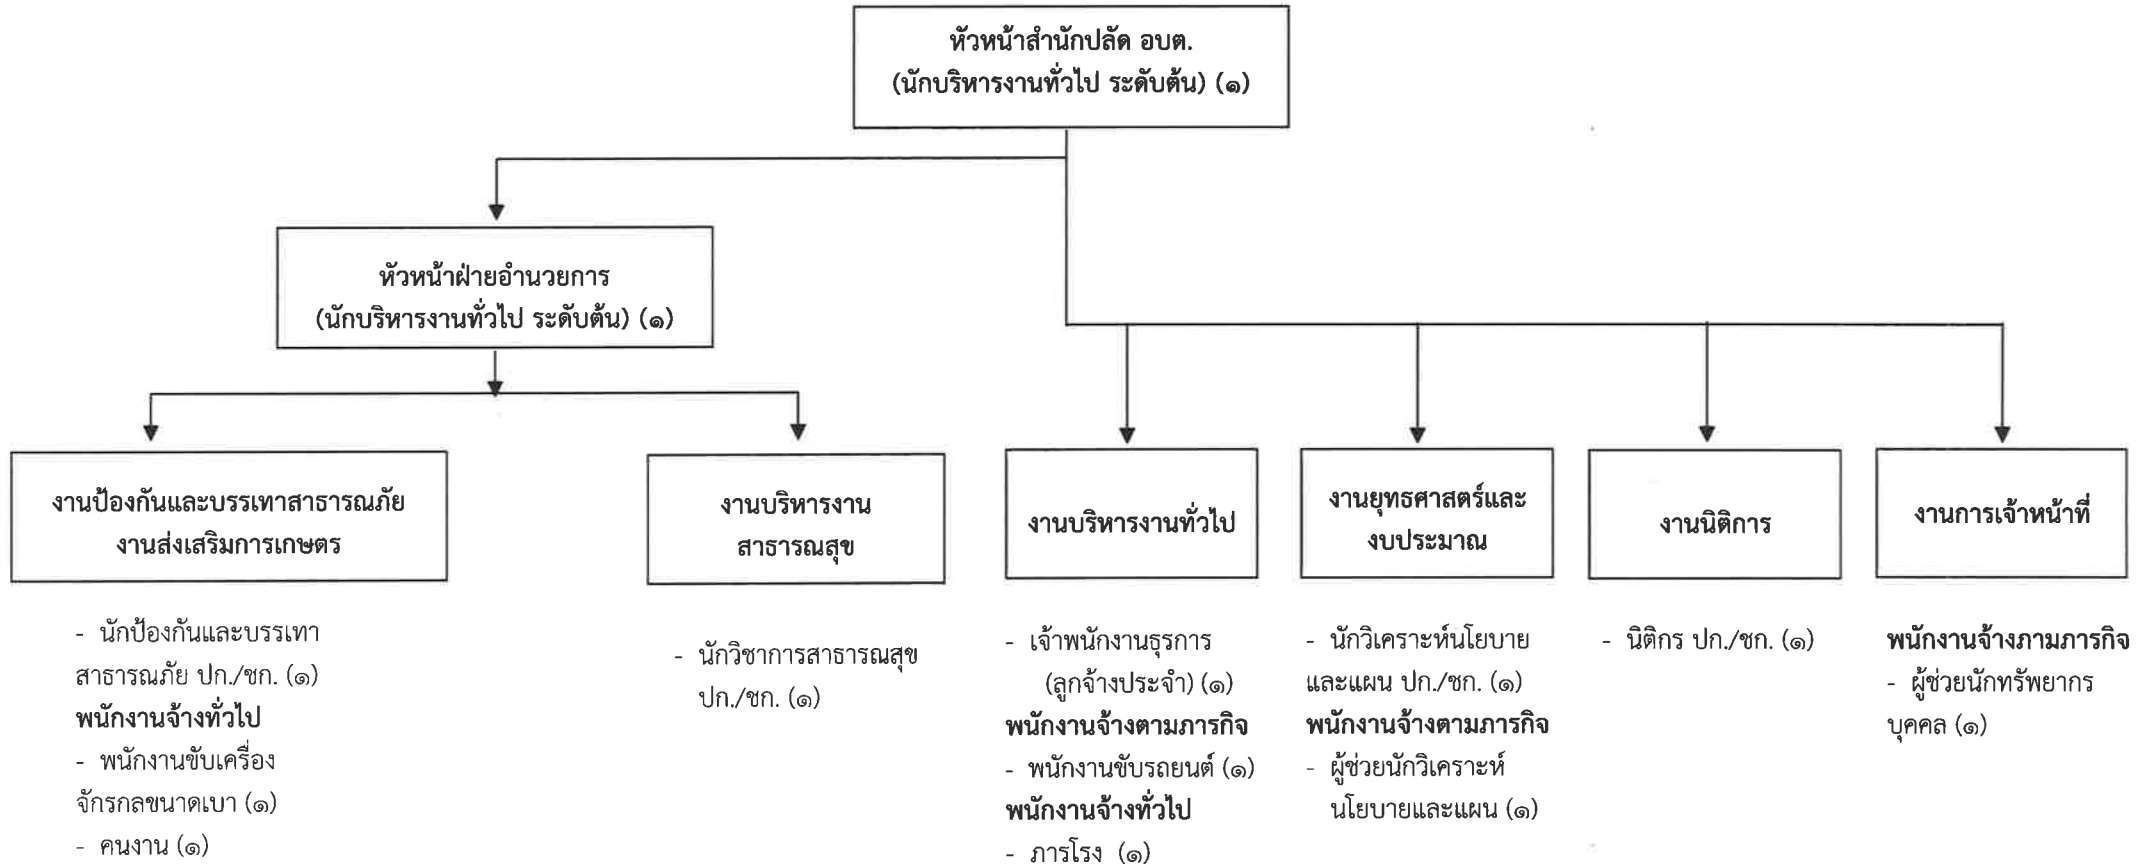 หัวหน้าสำนักปลัด อบต.
(นักบริหารงานทั่วไป ระดับต้น) (๑)
หัวหน้าฝ่ายอำนวยการ
(นักบริหารงานทั่วไป ระดับต้น) (๑)
งานป้องกันและบรรเทาสาธารณภัย
งานส่งเสริมการเกษตร
- นักป้องกันและบรรเทา
สาธารณภัย ปก./ชก. (๑)
พนักงานจ้างทั่วไป
- พนักงานขับเครื่อง
จักรกลขนาดเบา (๑)
- คนงาน (๑)
งานบริหารงาน
สาธารณสุข
- นักวิชาการสาธารณสุข
ปก./ชก. (๑)
งานบริหารงานทั่วไป
- เจ้าพนักงานธุรการ
(ลูกจ้างประจำ) (๑)
พนักงานจ้างตามภารกิจ
- พนักงานขับรถยนต์ (๑)
พนักงานจ้างทั่วไป
- ภารโรง (๑)
งานยุทธศาสตร์และ
งบประมาณ
- นักวิเคราะห์นโยบาย
และแผน ปก./ชก. (๑)
พนักงานจ้างตามภารกิจ
- ผู้ช่วยนักวิเคราะห์
นโยบายและแผน (๑)
งานนิติการ
- นิติกร ปก./ชก. (๑)
งานการเจ้าหน้าที่
พนักงานจ้างภามภารกิจ
- ผู้ช่วยนักทรัพยากร
บุคคล (๑)